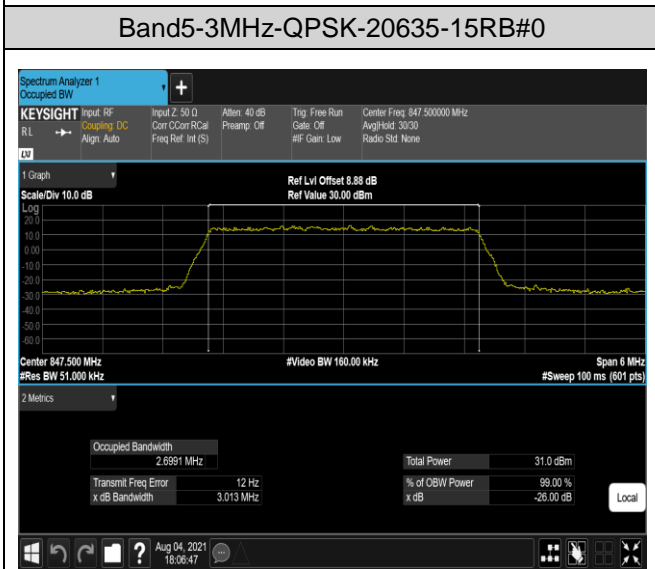 Band5-3MHz-QPSK-20635-15RB#0
Spectrum Analyzer 1
Occupied BW
+
KEYSIGHT Input: RF Input Z: 50 Ω Atten: 40 dB Trig: Free Run Center Freq: 847.500000 MHz
RL Coupling: DC Corr CCorr RCal Preamp: Off Gate: Off Avg|Hold: 30/30
Align: Auto Freq Ref: Int (S) #IF Gain: Low Radio Std: None
LXI
1 Graph
Ref Lvl Offset 8.88 dB
Scale/Div 10.0 dB Ref Value 30.00 dBm
Log
20.0
10.0
0.00
-10.0
-20.0
-30.0
-40.0
-50.0
-60.0
Center 847.500 MHz #Video BW 160.00 kHz Span 6 MHz
#Res BW 51.000 kHz #Sweep 100 ms (601 pts)
2 Metrics
Occupied Bandwidth
2.6991 MHz Total Power 31.0 dBm
Transmit Freq Error 12 Hz % of OBW Power 99.00 %
x dB Bandwidth 3.013 MHz x dB -26.00 dB
Local
? Aug 04, 2021
18:06:47